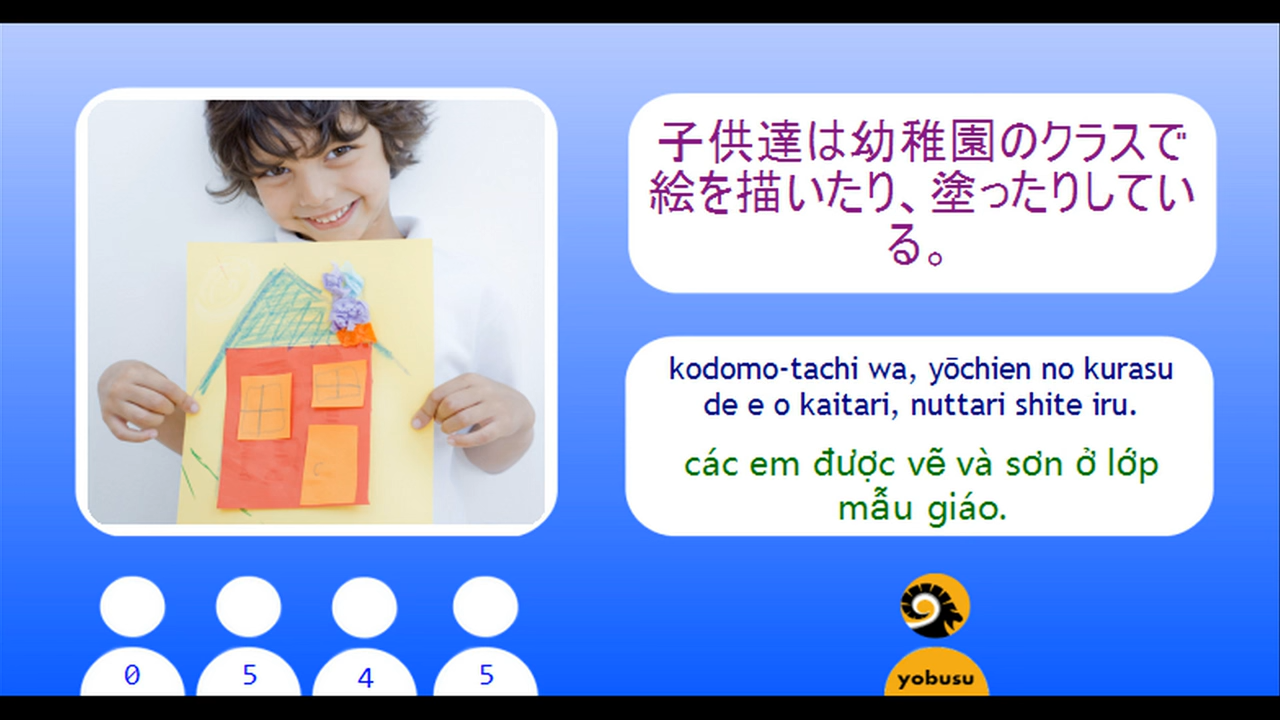 子供達は幼稚園のクラスで
絵を描いたり、塗ったりしてい
る。
kodomo-tachi wa, yōchien no kurasu
de e o kaitari, nuttari shite iru.
các em được vẽ và sơn ở lớp
mẫu giáo.
0 5 4 5
yobusu